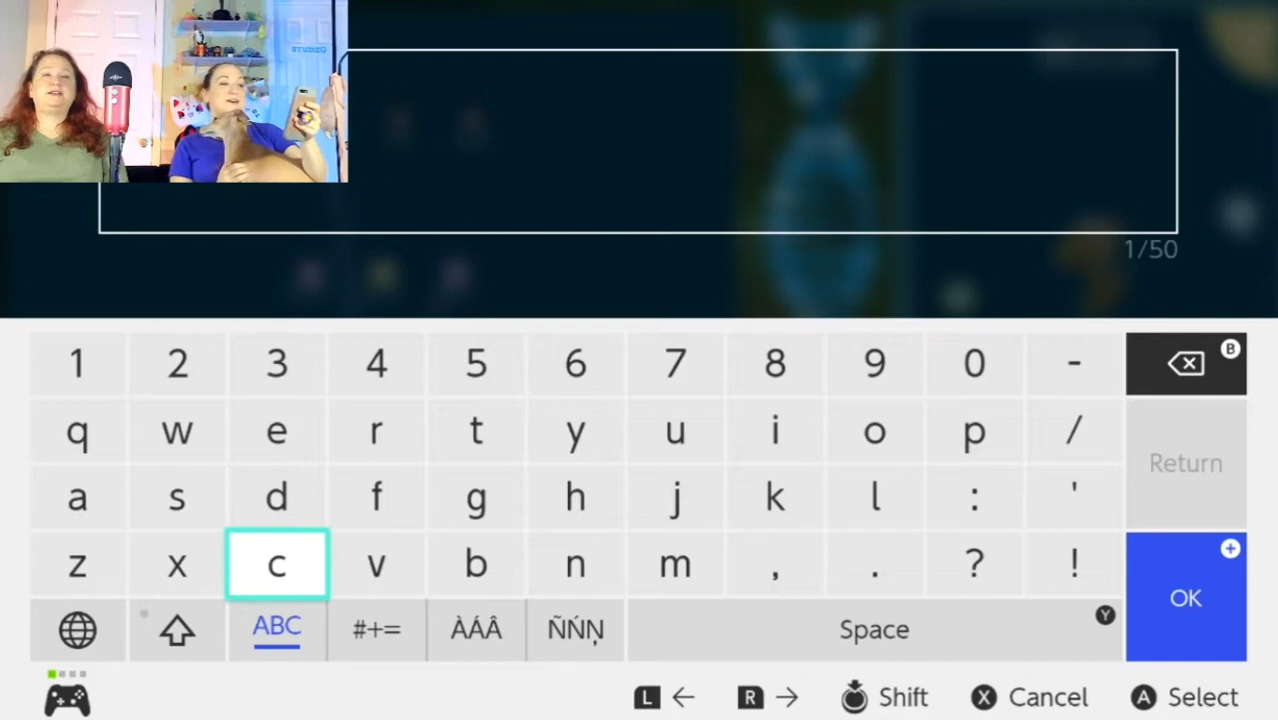 STUDIO
1/50
1 2 3 4 5 6 7 8 9 0 - B
q w e r t y u i o p / Return
a s d f g h j k l : '
z x c v b n m , . ? ! + OK
ABC #+= ÀÁÂ ÑŃŅ Space Y
L ← R → Shift X Cancel A Select